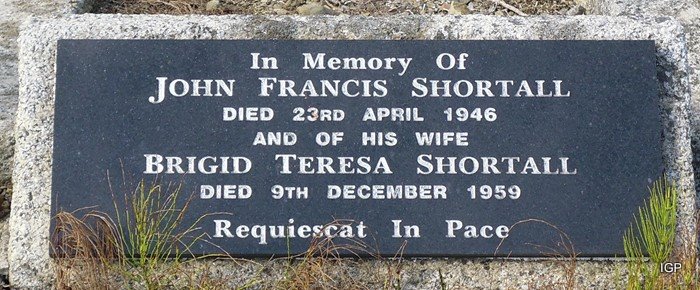 In Memory Of
JOHN FRANCIS SHORTALL
DIED 23RD APRIL 1946
AND OF HIS WIFE
BRIGID TERESA SHORTALL
DIED 9TH DECEMBER 1959
Requiescat In Pace
IGP